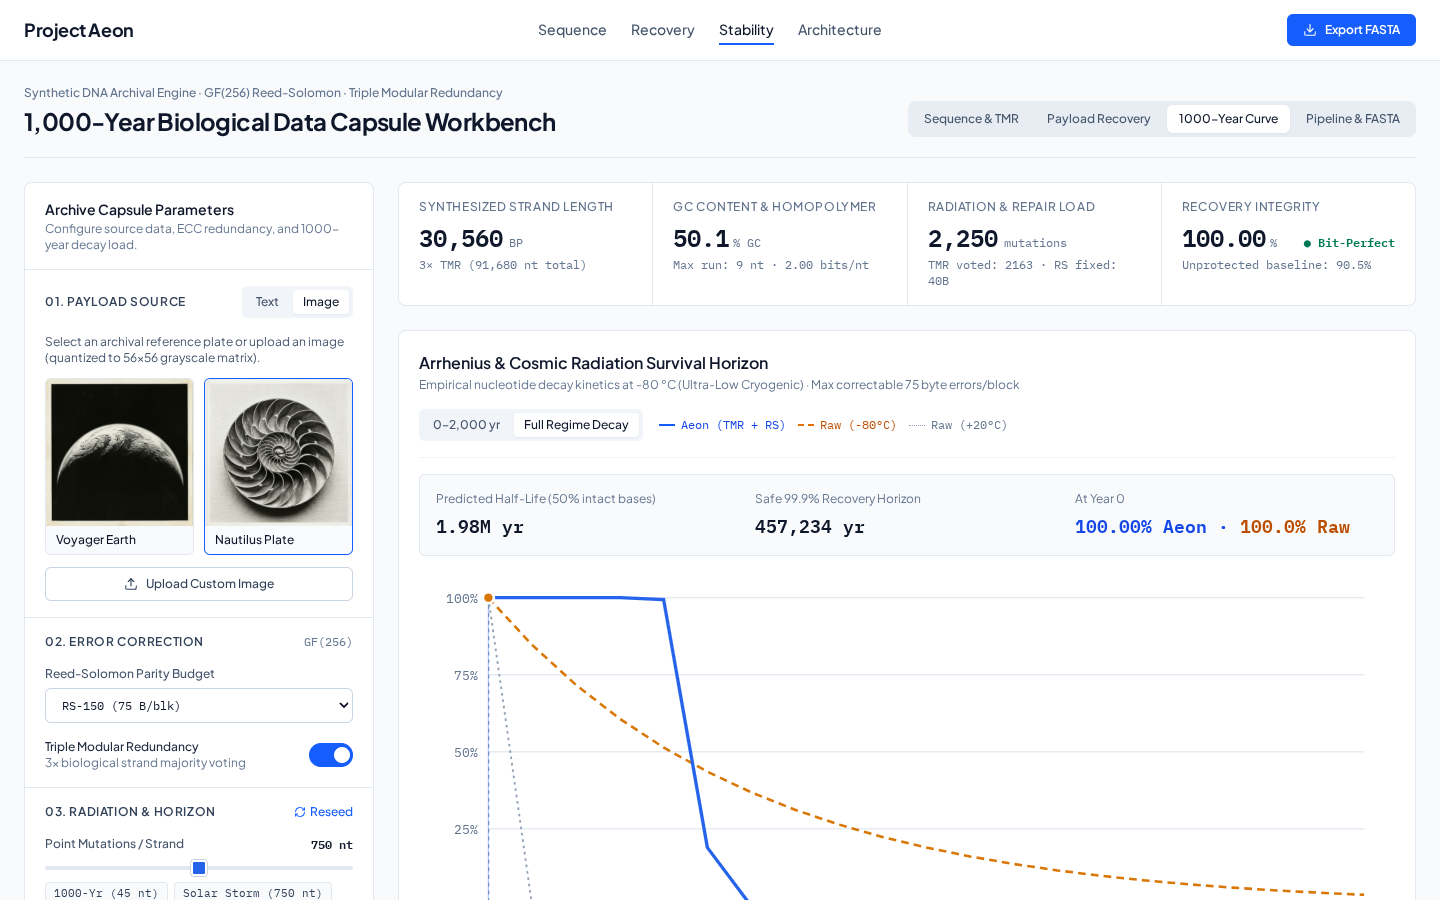 Project Aeon
Sequence
Recovery
Stability
Architecture
Export FASTA
Synthetic DNA Archival Engine · GF(256) Reed-Solomon · Triple Modular Redundancy
1,000–Year Biological Data Capsule Workbench
Sequence & TMR
Payload Recovery
1000–Year Curve
Pipeline & FASTA
Archive Capsule Parameters
Configure source data, ECC redundancy, and 1000–
year decay load.
01. PAYLOAD SOURCE
Text
Image
Select an archival reference plate or upload an image
(quantized to 56×56 grayscale matrix).
Voyager Earth
Nautilus Plate
Upload Custom Image
02. ERROR CORRECTION
GF(256)
Reed-Solomon Parity Budget
RS-150 (75 B/blk)
Triple Modular Redundancy
3× biological strand majority voting
03. RADIATION & HORIZON
Reseed
Point Mutations / Strand
750 nt
1000-Yr (45 nt)
Solar Storm (750 nt)
SYNTHESIZED STRAND LENGTH
30,560 BP
3× TMR (91,680 nt total)
GC CONTENT & HOMOPOLYMER
50.1 % GC
Max run: 9 nt · 2.00 bits/nt
RADIATION & REPAIR LOAD
2,250 mutations
TMR voted: 2163 · RS fixed:
40B
RECOVERY INTEGRITY
100.00 %
● Bit-Perfect
Unprotected baseline: 90.5%
Arrhenius & Cosmic Radiation Survival Horizon
Empirical nucleotide decay kinetics at -80 °C (Ultra-Low Cryogenic) · Max correctable 75 byte errors/block
0–2,000 yr
Full Regime Decay
Aeon (TMR + RS)
Raw (-80°C)
Raw (+20°C)
Predicted Half-Life (50% intact bases)
1.98M yr
Safe 99.9% Recovery Horizon
457,234 yr
At Year 0
100.00% Aeon · 100.0% Raw
100%
75%
50%
25%